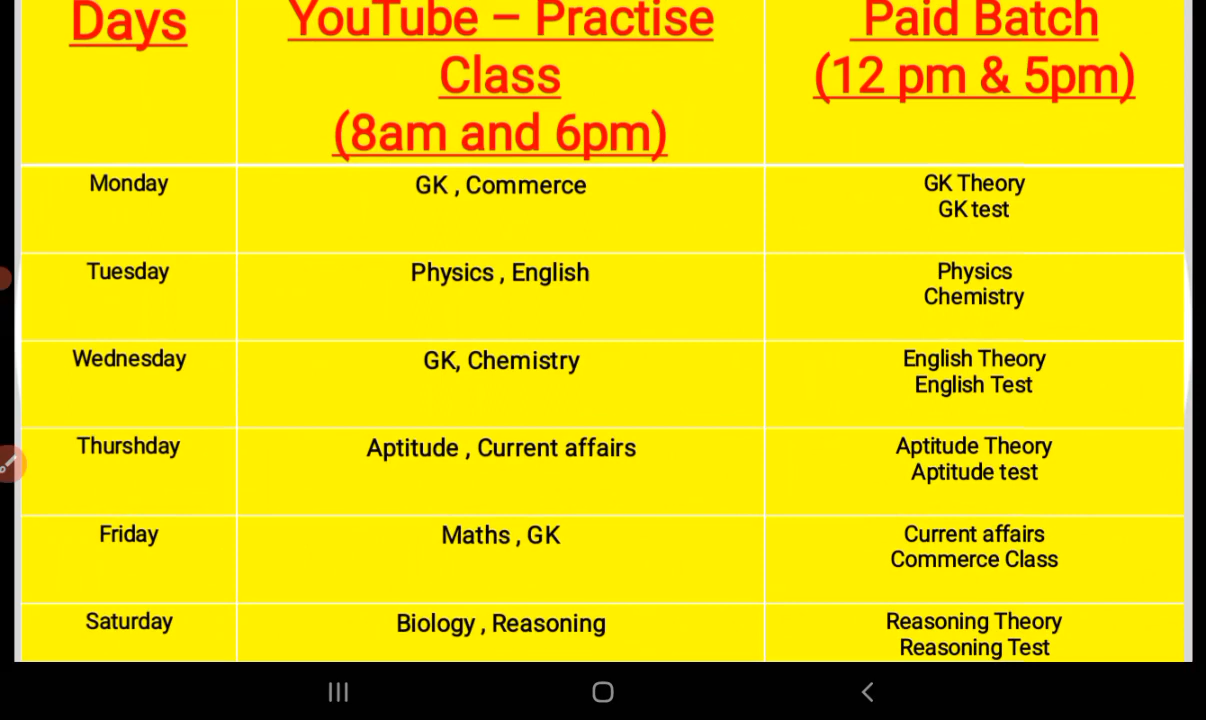 Days
YouTube – Practise
Class
(8am and 6pm)
Paid Batch
(12 pm & 5pm)
Monday
GK , Commerce
GK Theory
GK test
Tuesday
Physics , English
Physics
Chemistry
Wednesday
GK, Chemistry
English Theory
English Test
Thurshday
Aptitude , Current affairs
Aptitude Theory
Aptitude test
Friday
Maths , GK
Current affairs
Commerce Class
Saturday
Biology , Reasoning
Reasoning Theory
Reasoning Test